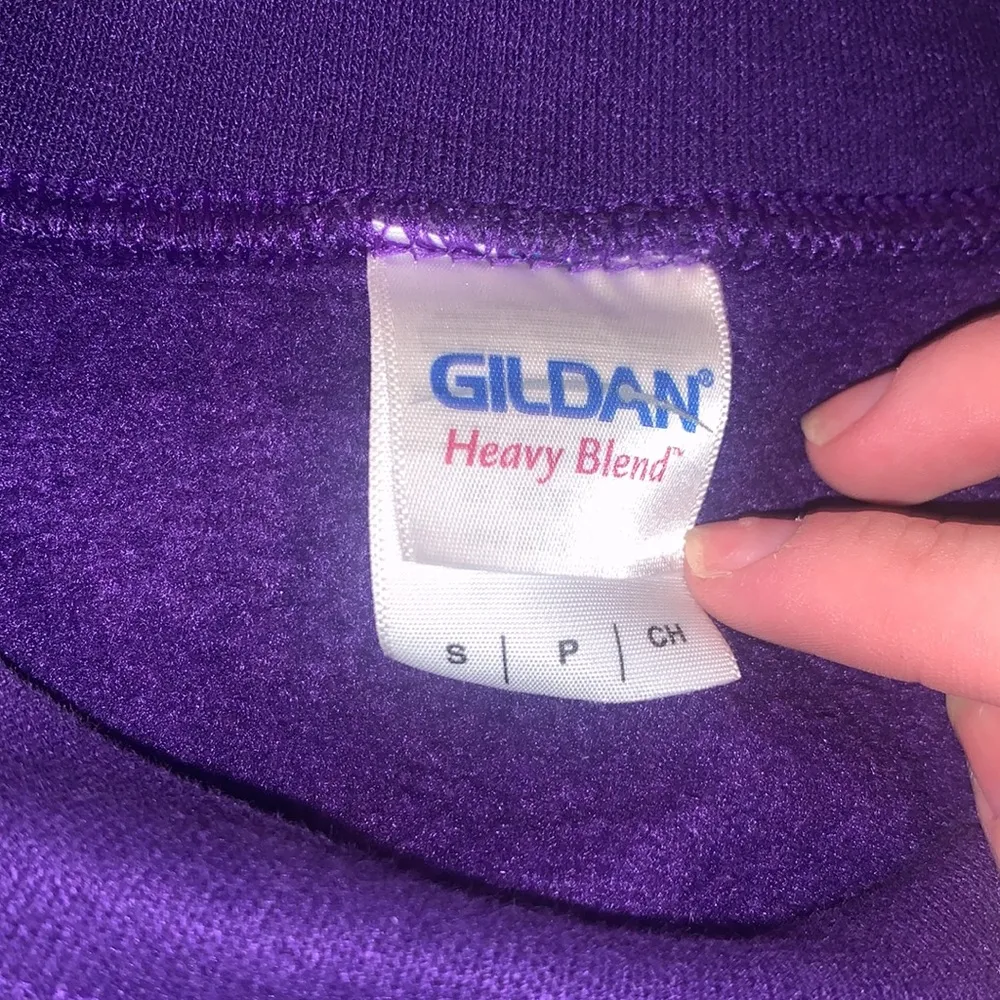 GILDAN®
Heavy Blend™
S | P | CH